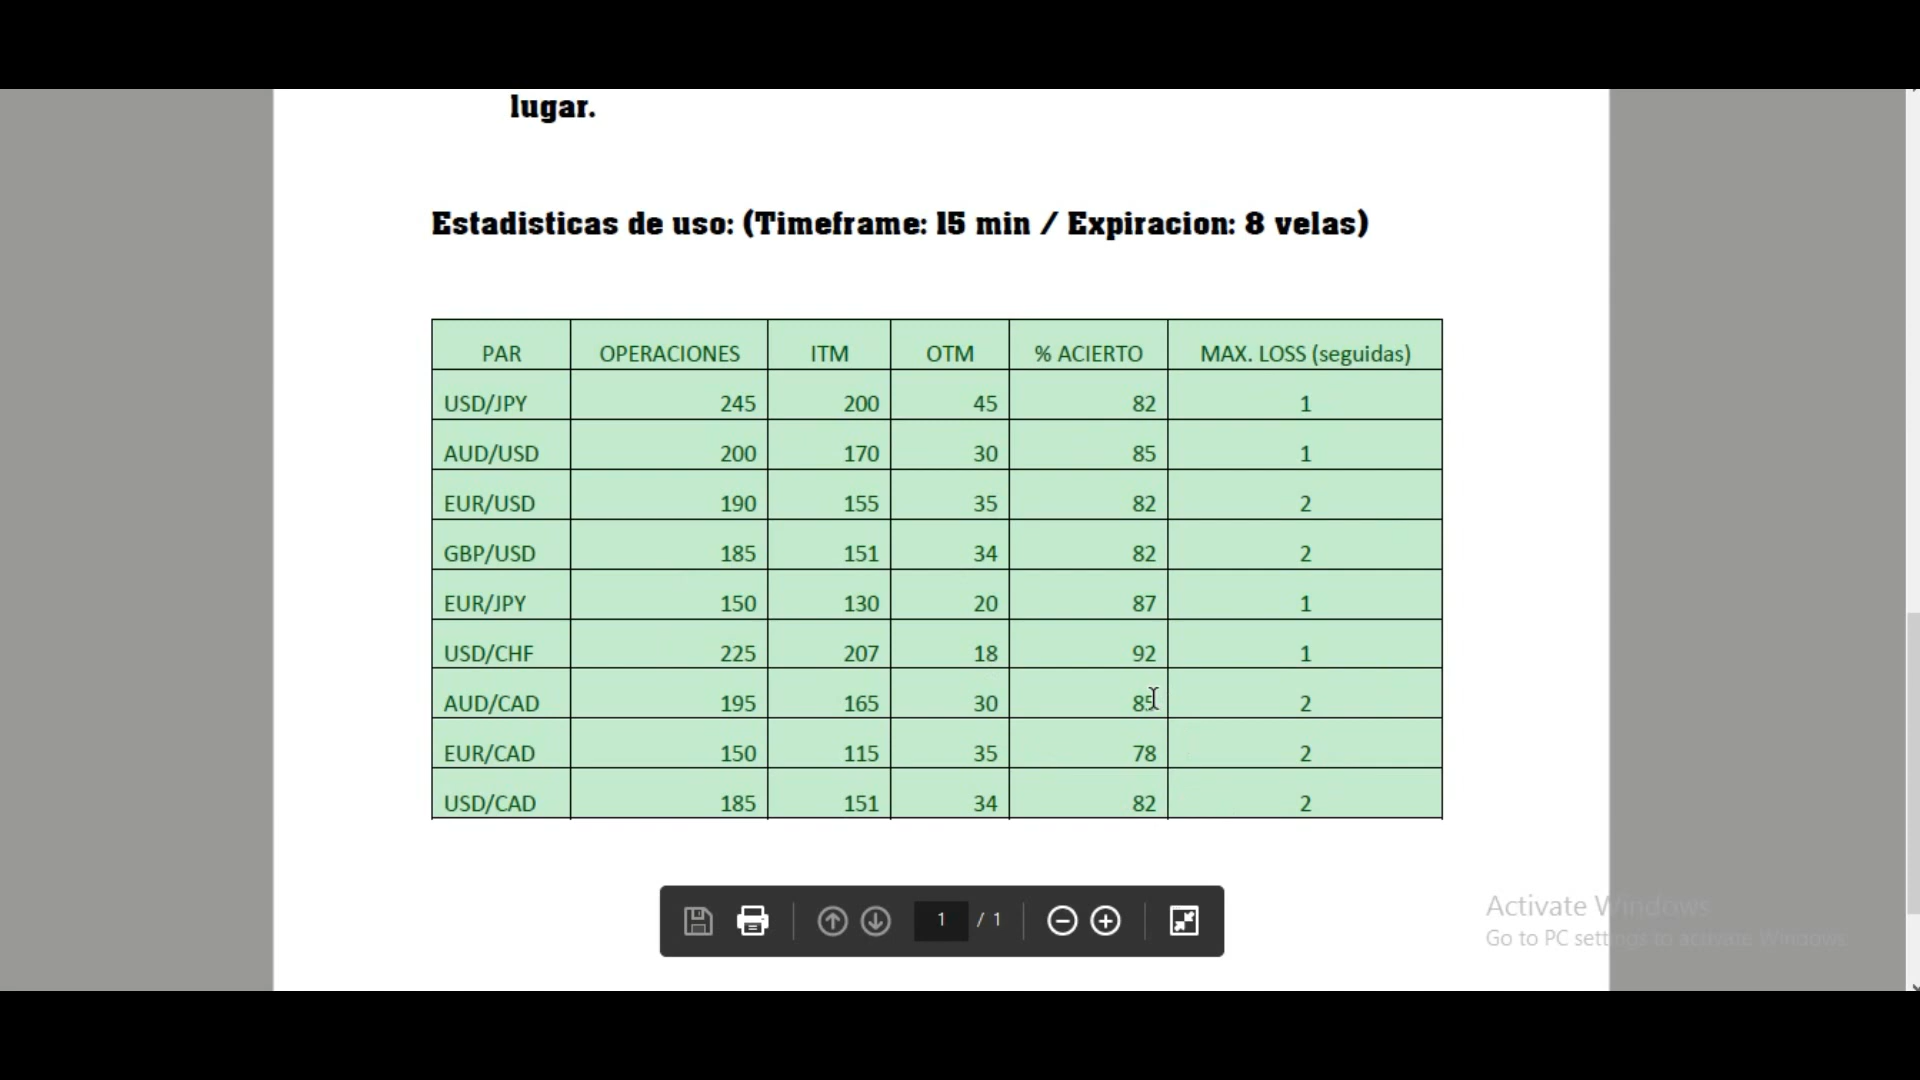 lugar.
Estadisticas de uso: (Timeframe: 15 min / Expiracion: 8 velas)
PAR OPERACIONES ITM OTM % ACIERTO MAX. LOSS (seguidas)
USD/JPY 245 200 45 82 1
AUD/USD 200 170 30 85 1
EUR/USD 190 155 35 82 2
GBP/USD 185 151 34 82 2
EUR/JPY 150 130 20 87 1
USD/CHF 225 207 18 92 1
AUD/CAD 195 165 30 85 2
EUR/CAD 150 115 35 78 2
USD/CAD 185 151 34 82 2
1 / 1
Activate Windows
Go to PC settings to activate Windows.